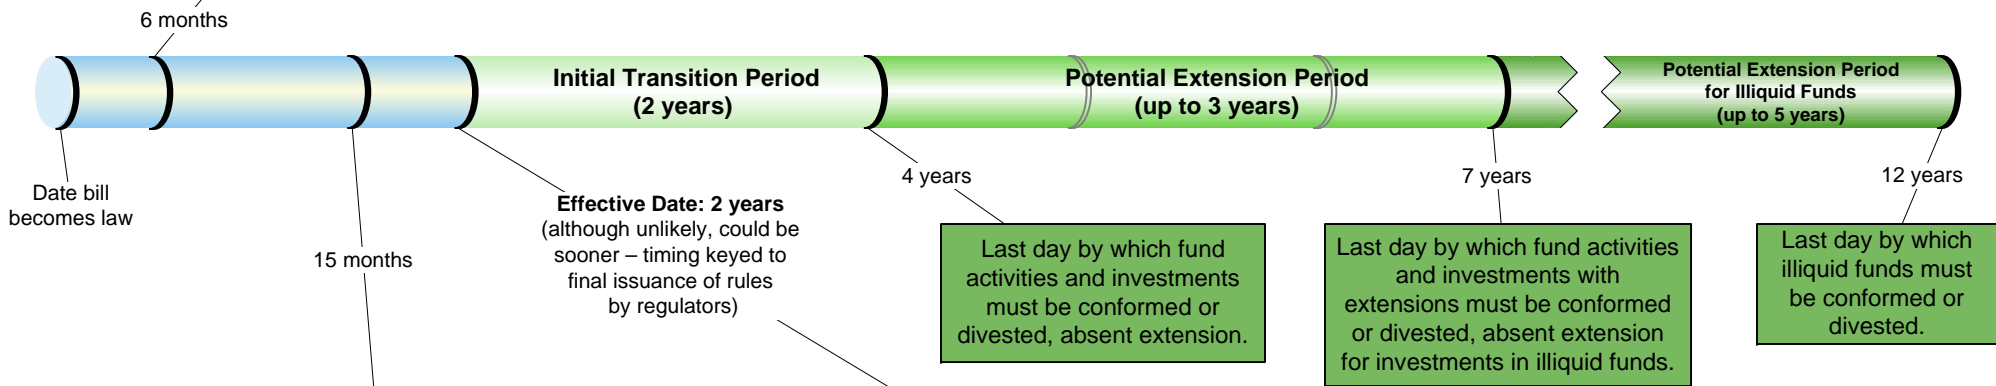 6 months
Initial Transition Period
(2 years)
Potential Extension Period
(up to 3 years)
Potential Extension Period
for Illiquid Funds
(up to 5 years)
Date bill
becomes law
15 months
Effective Date: 2 years
(although unlikely, could be
sooner – timing keyed to
final issuance of rules
by regulators)
4 years
Last day by which fund
activities and investments
must be conformed or
divested, absent extension.
7 years
Last day by which fund activities
and investments with
extensions must be conformed
or divested, absent extension
for investments in illiquid funds.
12 years
Last day by which
illiquid funds must
be conformed or
divested.